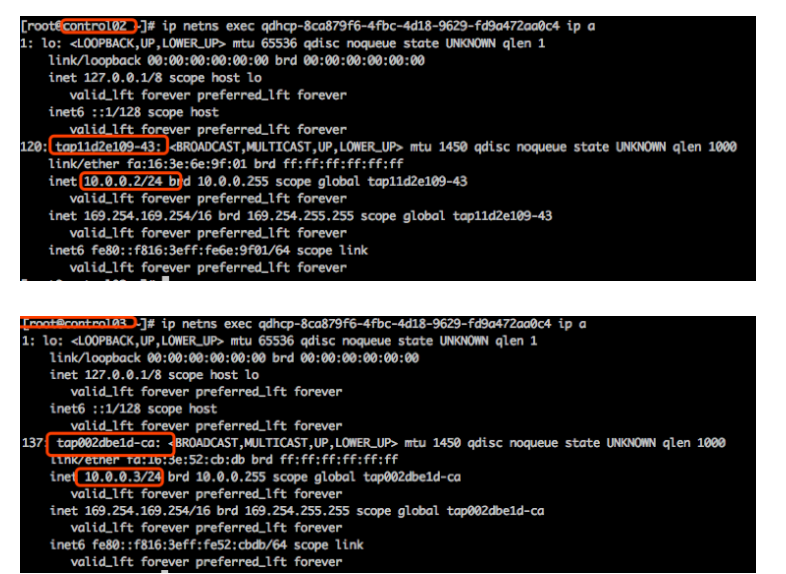 [root@control02 ~]# ip netns exec qdhcp-8ca879f6-4fbc-4d18-9629-fd9a472aa0c4 ip a
1: lo: <LOOPBACK,UP,LOWER_UP> mtu 65536 qdisc noqueue state UNKNOWN qlen 1
link/loopback 00:00:00:00:00:00 brd 00:00:00:00:00:00
inet 127.0.0.1/8 scope host lo
valid_lft forever preferred_lft forever
inet6 ::1/128 scope host
valid_lft forever preferred_lft forever
120: tap11d2e109-43: <BROADCAST,MULTICAST,UP,LOWER_UP> mtu 1450 qdisc noqueue state UNKNOWN qlen 1000
link/ether fa:16:3e:6e:9f:01 brd ff:ff:ff:ff:ff:ff
inet 10.0.0.2/24 brd 10.0.0.255 scope global tap11d2e109-43
valid_lft forever preferred_lft forever
inet 169.254.169.254/16 brd 169.254.255.255 scope global tap11d2e109-43
valid_lft forever preferred_lft forever
inet6 fe80::f816:3eff:fe6e:9f01/64 scope link
valid_lft forever preferred_lft forever
[root@control03 ~]# ip netns exec qdhcp-8ca879f6-4fbc-4d18-9629-fd9a472aa0c4 ip a
1: lo: <LOOPBACK,UP,LOWER_UP> mtu 65536 qdisc noqueue state UNKNOWN qlen 1
link/loopback 00:00:00:00:00:00 brd 00:00:00:00:00:00
inet 127.0.0.1/8 scope host lo
valid_lft forever preferred_lft forever
inet6 ::1/128 scope host
valid_lft forever preferred_lft forever
137: tap002dbe1d-ca: <BROADCAST,MULTICAST,UP,LOWER_UP> mtu 1450 qdisc noqueue state UNKNOWN qlen 1000
link/ether fa:16:3e:52:cb:db brd ff:ff:ff:ff:ff:ff
inet 10.0.0.3/24 brd 10.0.0.255 scope global tap002dbe1d-ca
valid_lft forever preferred_lft forever
inet 169.254.169.254/16 brd 169.254.255.255 scope global tap002dbe1d-ca
valid_lft forever preferred_lft forever
inet6 fe80::f816:3eff:fe52:cbdb/64 scope link
valid_lft forever preferred_lft forever